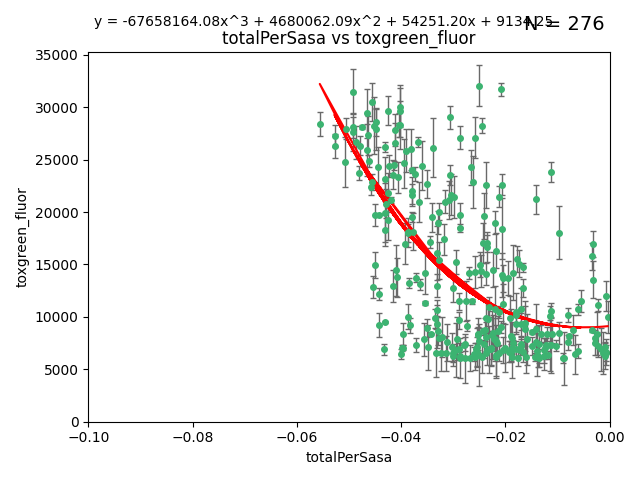 y = -67658164.08x^3 + 4680062.09x^2 + 54251.20x + 9134.25
N = 276
totalPerSasa vs toxgreen_fluor
35000
30000
25000
20000
15000
10000
5000
0
toxgreen_fluor
−0.10 −0.08 −0.06 −0.04 −0.02 0.00
totalPerSasa